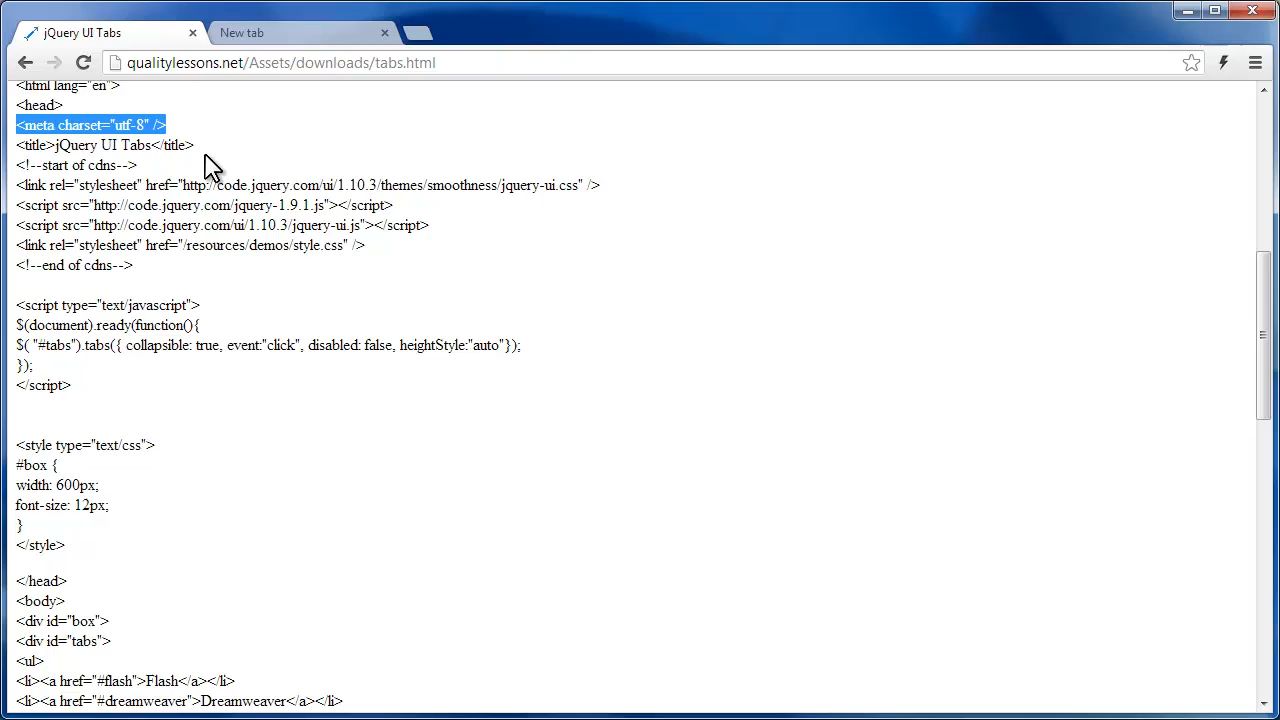 jQuery UI Tabs
New tab
qualitylessons.net/Assets/downloads/tabs.html
<html lang="en">
<head>
<meta charset="utf-8" />
<title>jQuery UI Tabs</title>
<!--start of cdns-->
<link rel="stylesheet" href="http://code.jquery.com/ui/1.10.3/themes/smoothness/jquery-ui.css" />
<script src="http://code.jquery.com/jquery-1.9.1.js"></script>
<script src="http://code.jquery.com/ui/1.10.3/jquery-ui.js"></script>
<link rel="stylesheet" href="/resources/demos/style.css" />
<!--end of cdns-->
<script type="text/javascript">
$(document).ready(function(){
$( "#tabs").tabs({ collapsible: true, event:"click", disabled: false, heightStyle:"auto"});
});
</script>
<style type="text/css">
#box {
width: 600px;
font-size: 12px;
}
</style>
</head>
<body>
<div id="box">
<div id="tabs">
<ul>
<li><a href="#flash">Flash</a></li>
<li><a href="#dreamweaver">Dreamweaver</a></li>